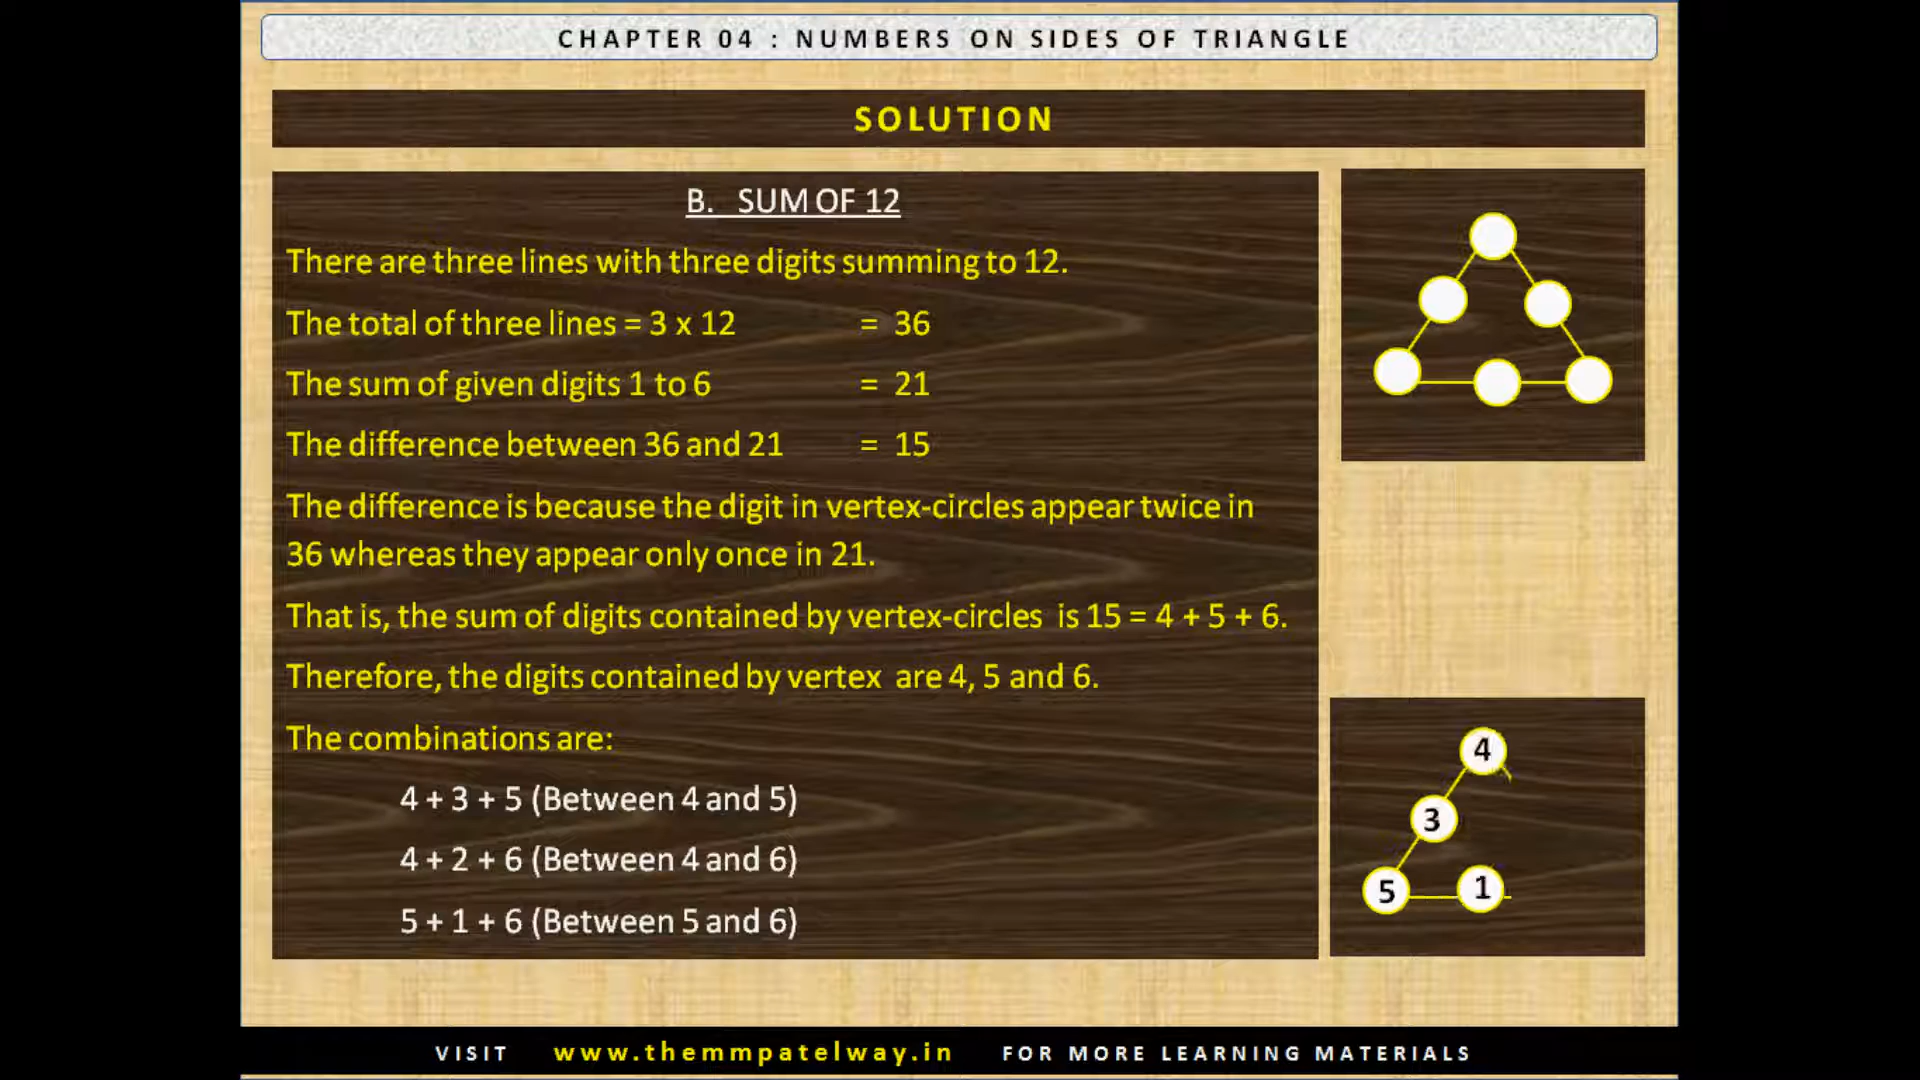 CHAPTER 04 : NUMBERS ON SIDES OF TRIANGLE
SOLUTION
B. SUM OF 12
There are three lines with three digits summing to 12.
The total of three lines = 3 x 12 = 36
The sum of given digits 1 to 6 = 21
The difference between 36 and 21 = 15
The difference is because the digit in vertex-circles appear twice in
36 whereas they appear only once in 21.
That is, the sum of digits contained by vertex-circles is 15 = 4 + 5 + 6.
Therefore, the digits contained by vertex are 4, 5 and 6.
The combinations are:
4 + 3 + 5 (Between 4 and 5)
4 + 2 + 6 (Between 4 and 6)
5 + 1 + 6 (Between 5 and 6)
4
3
5 1
VISIT www.themmpatelway.in FOR MORE LEARNING MATERIALS